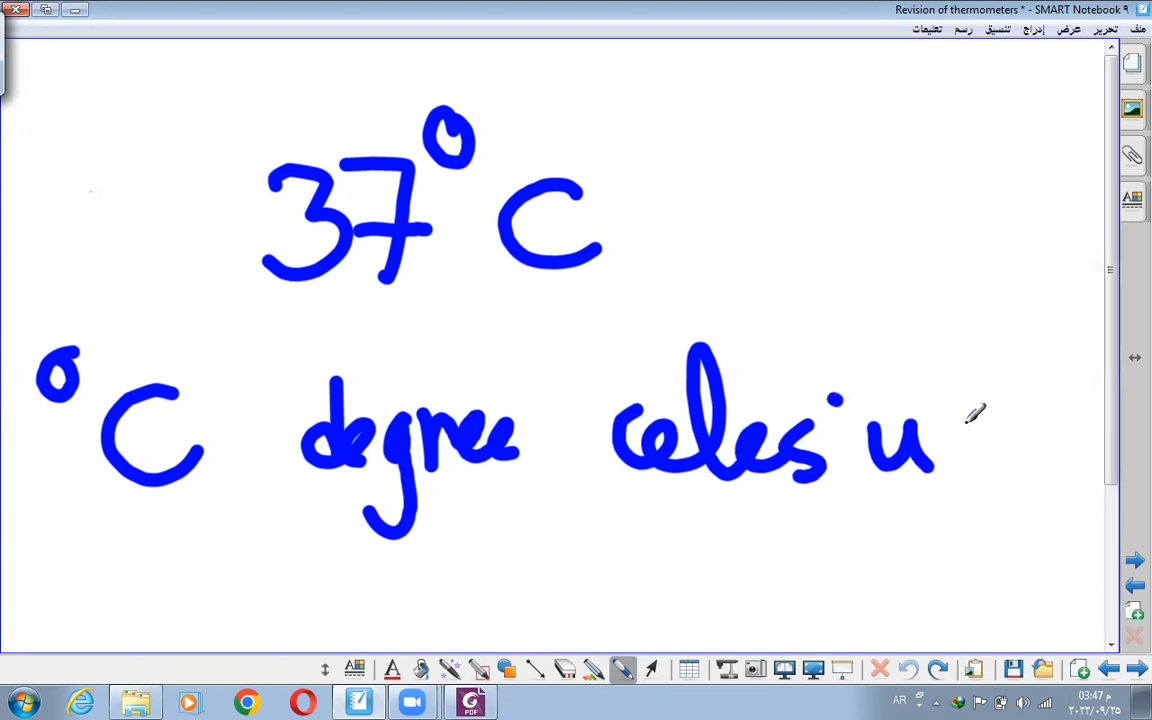 Revision of thermometers * - SMART Notebook ٩
ملف تحرير عرض إدراج تنسيق رسم تعليمات
37°C
°C degree celesiu
AR
03:47 م
٢٠٢٢/٠٩/٢٥